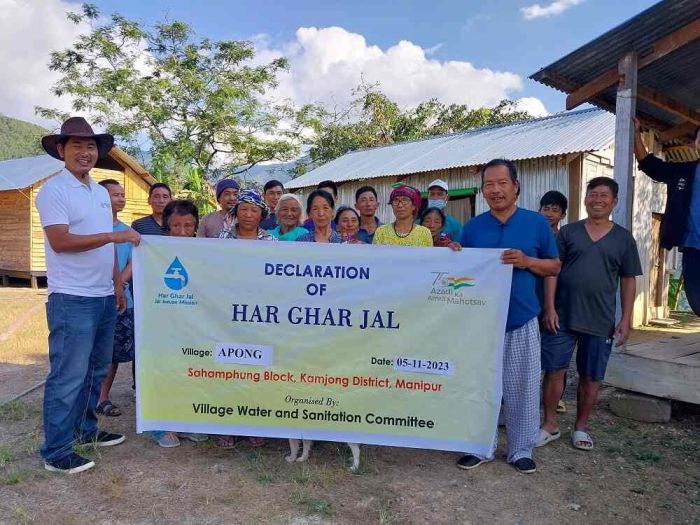 DECLARATION
OF
HAR GHAR JAL
Har Ghar Jal
Jal Jeevan Mission
75
Azadi Ka
Amrit Mahotsav
Village: APONG
Date: 05-11-2023
Sahamphung Block, Kamjong District, Manipur
Organised By:
Village Water and Sanitation Committee